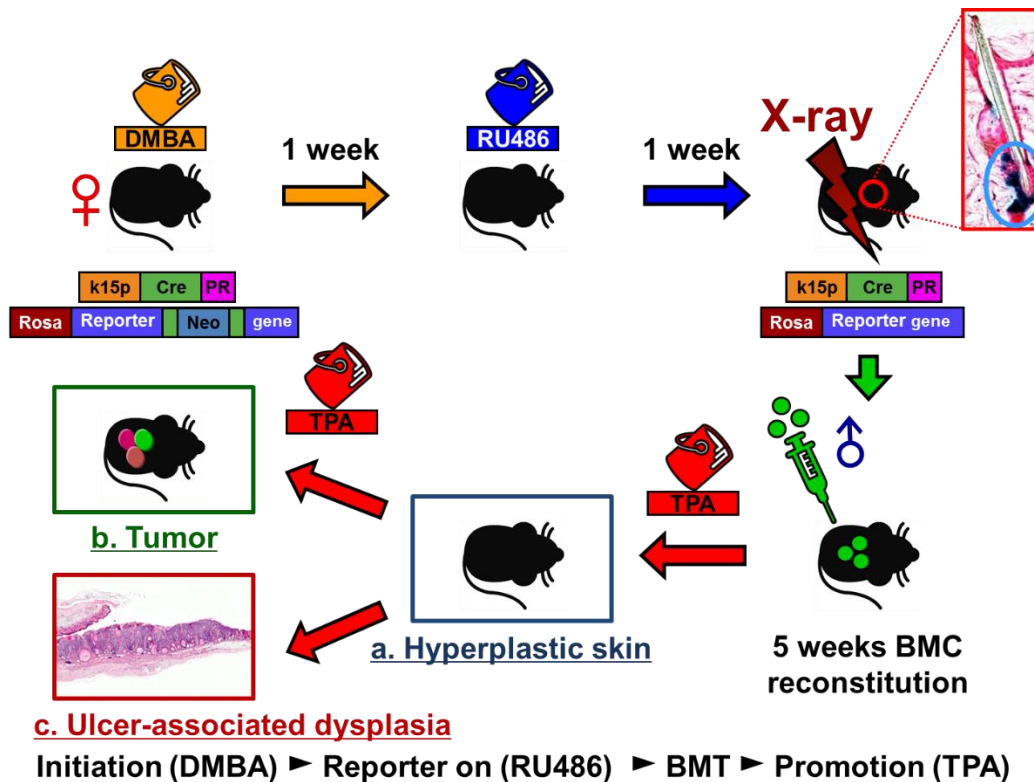 DMBA
1 week
RU486
1 week
X-ray
♀
k15p Cre PR
Rosa Reporter Neo gene
k15p Cre PR
Rosa Reporter gene
TPA
♂
TPA
b. Tumor
a. Hyperplastic skin
5 weeks BMC
reconstitution
c. Ulcer-associated dysplasia
Initiation (DMBA) ► Reporter on (RU486) ► BMT ► Promotion (TPA)